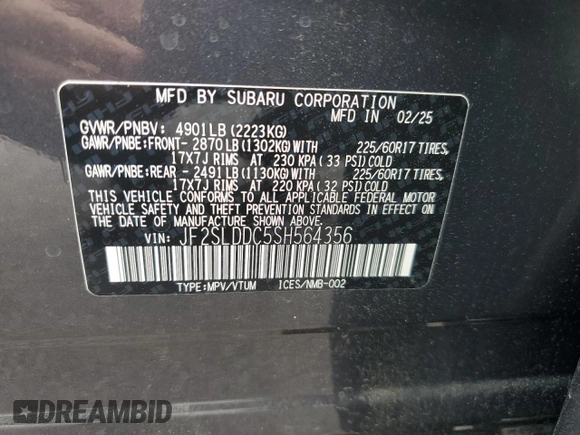 MFD BY SUBARU CORPORATION
MFD IN 02/25
GVWR/PNBV: 4901LB(2223KG)
GAWR/PNBE:FRONT- 2870LB(1302KG)WITH 225/60R17 TIRES,
17X7J RIMS AT 230 KPA(33 PSI)COLD
GAWR/PNBE:REAR - 2491LB(1130KG)WITH 225/60R17 TIRES,
17X7J RIMS AT 220 KPA(32 PSI)COLD
THIS VEHICLE CONFORMS TO ALL APPLICABLE FEDERAL MOTOR
VEHICLE SAFETY AND THEFT PREVENTION STANDARDS IN EFFECT ON
THE DATE OF MANUFACTURE SHOWN ABOVE.
VIN: JF2SLDDC5SH564356
TYPE:MPV/VTUM ICES/NMB-002
DREAMBID